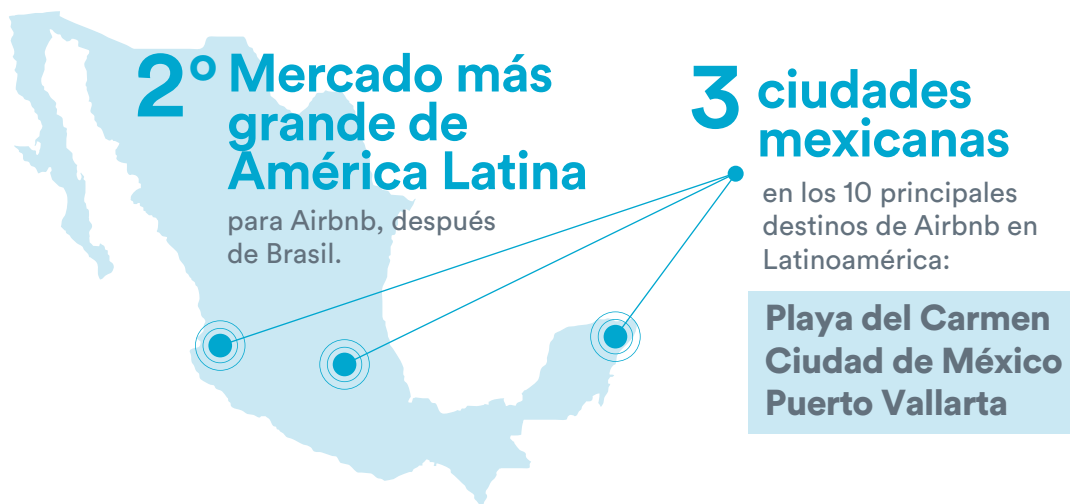 2º Mercado más
grande de
América Latina
para Airbnb, después
de Brasil.
3 ciudades
mexicanas
en los 10 principales
destinos de Airbnb en
Latinoamérica:
Playa del Carmen
Ciudad de México
Puerto Vallarta